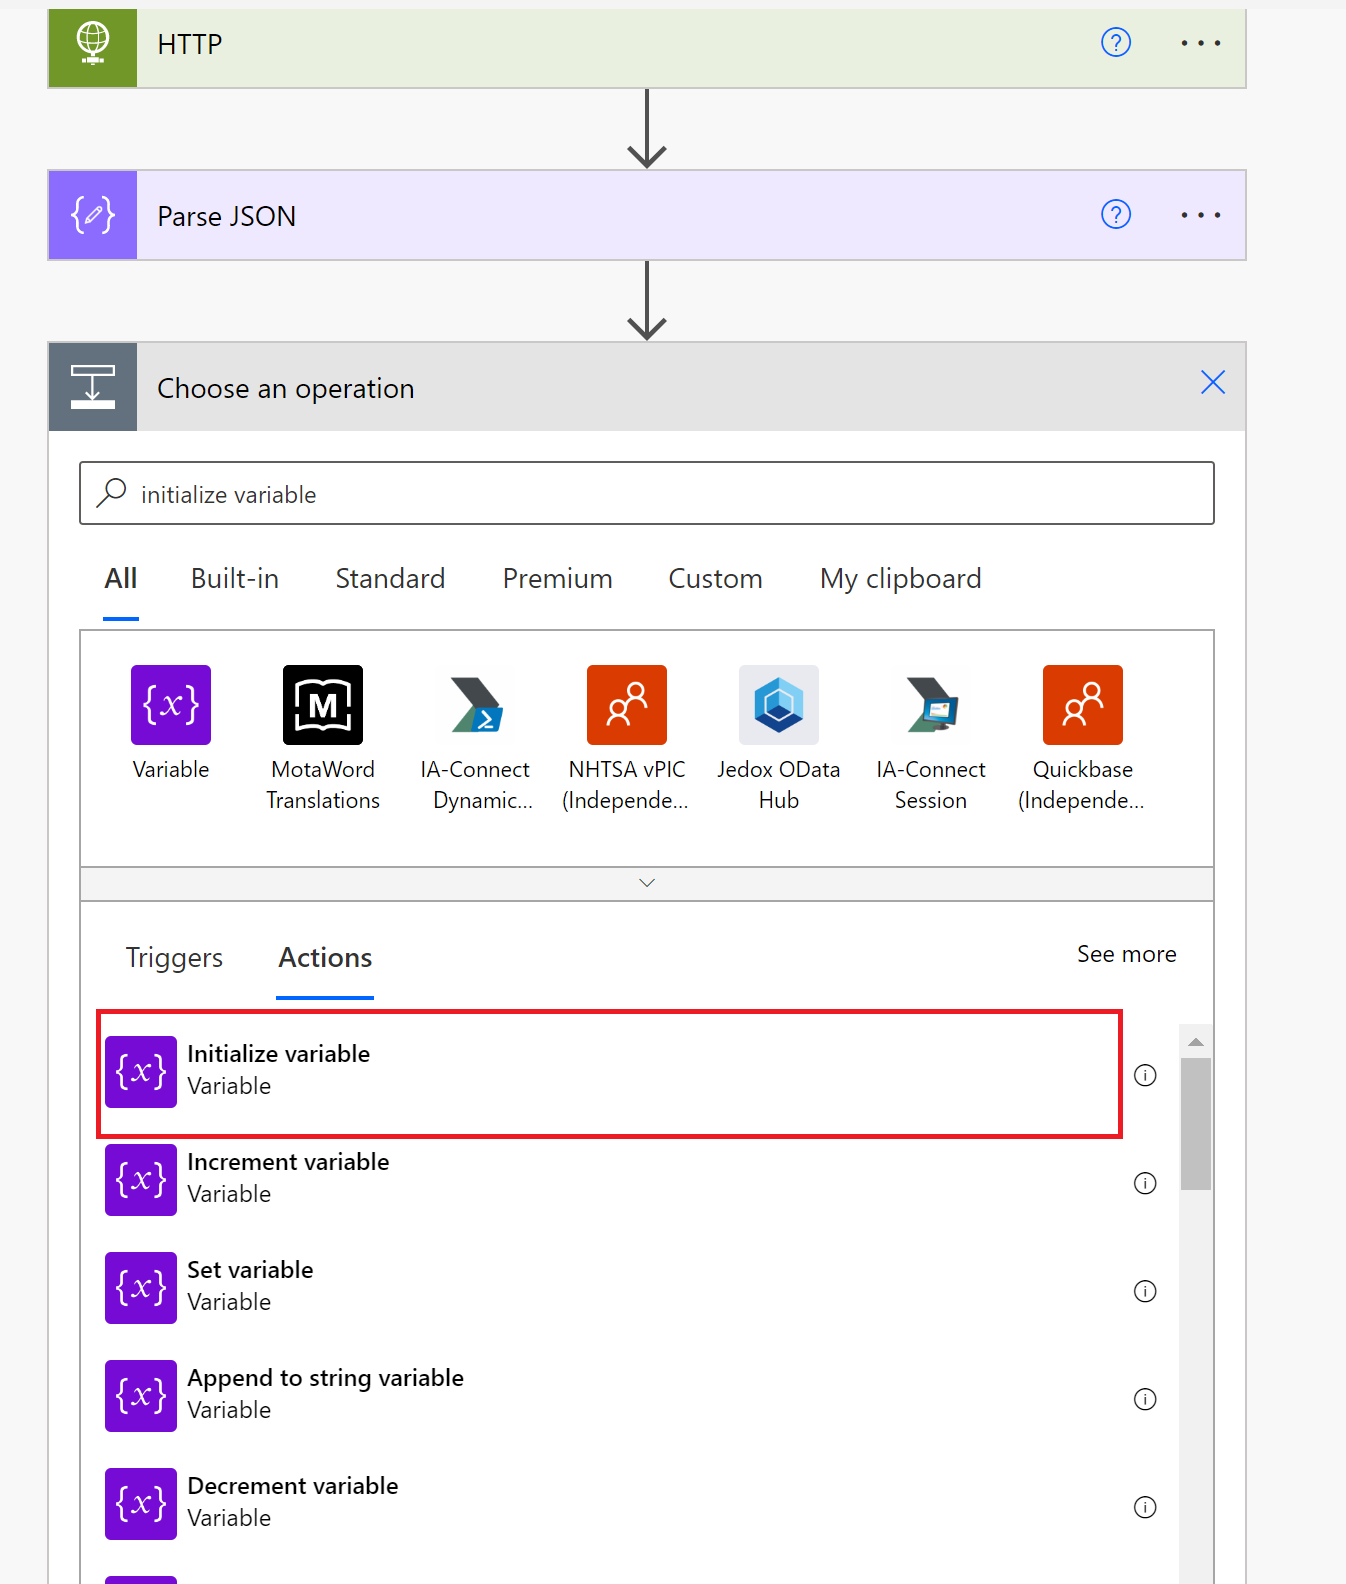 HTTP
Parse JSON
Choose an operation
initialize variable
All Built-in Standard Premium Custom My clipboard
Variable MotaWord IA-Connect NHTSA vPIC Jedox OData IA-Connect Quickbase
Translations Dynamic... (Independe... Hub Session (Independe...
Triggers Actions See more
Initialize variable
Variable
Increment variable
Variable
Set variable
Variable
Append to string variable
Variable
Decrement variable
Variable